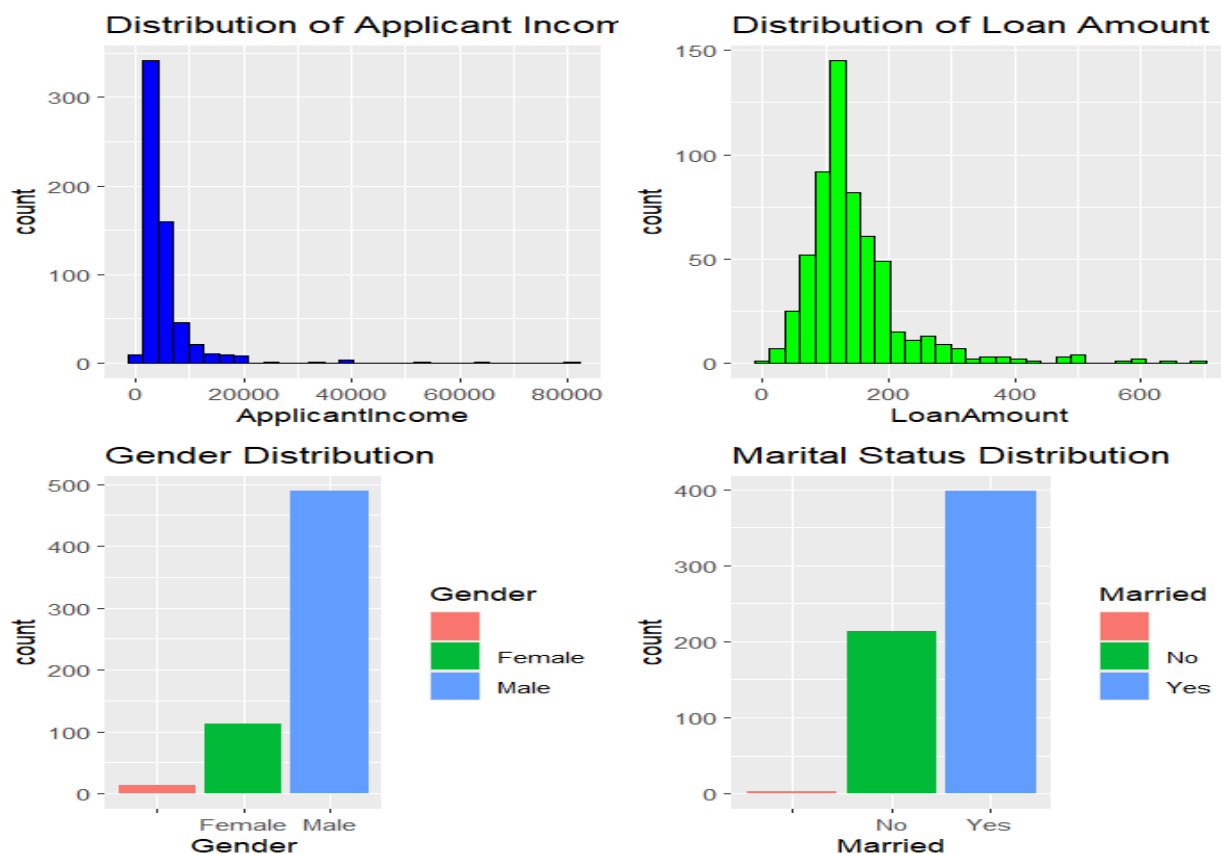 Distribution of Applicant Incom
300
200
100
0
count
0 20000 40000 60000 80000
ApplicantIncome
Distribution of Loan Amount
150
100
50
0
count
0 200 400 600
LoanAmount
Gender Distribution
500
400
300
200
100
0
count
Female Male
Gender
Gender
Female
Male
Marital Status Distribution
400
300
200
100
0
count
No Yes
Married
Married
No
Yes